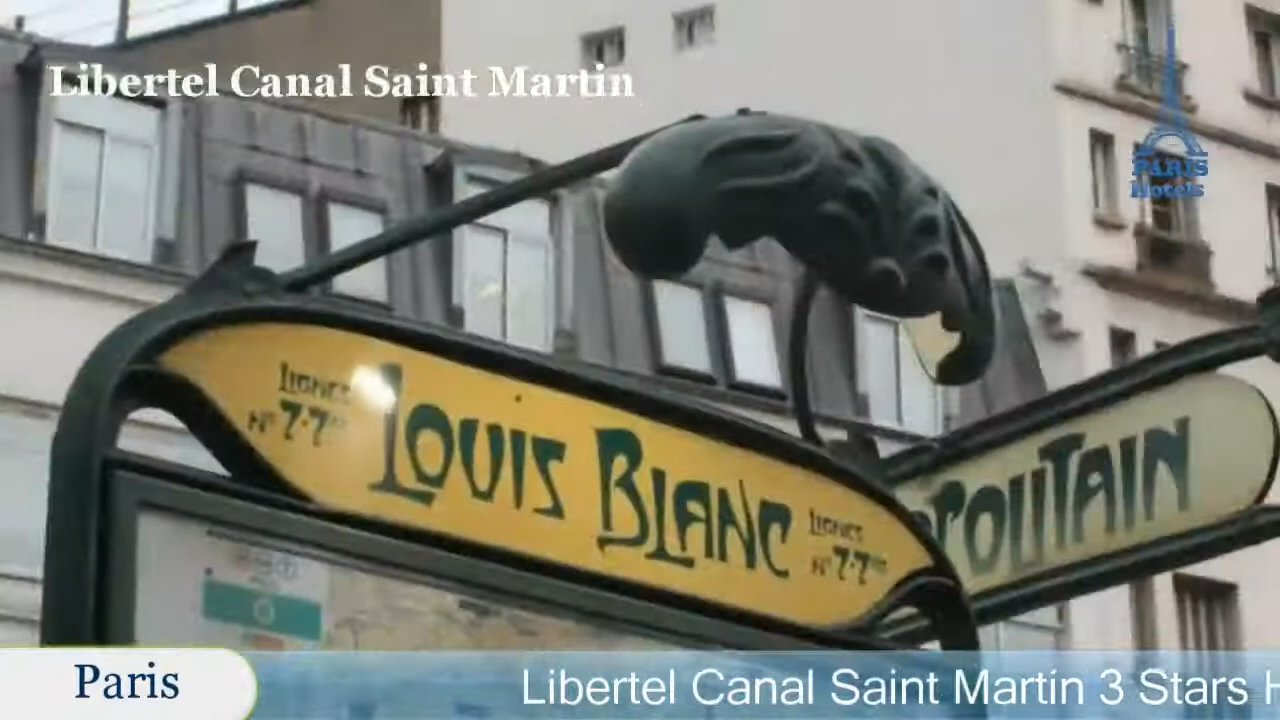 Libertel Canal Saint Martin
PARIS
Hotels
LIGNES
N° 7·7BIS
LOUIS BLANC
LIGNES
N° 7·7BIS
Paris
Libertel Canal Saint Martin 3 Stars H